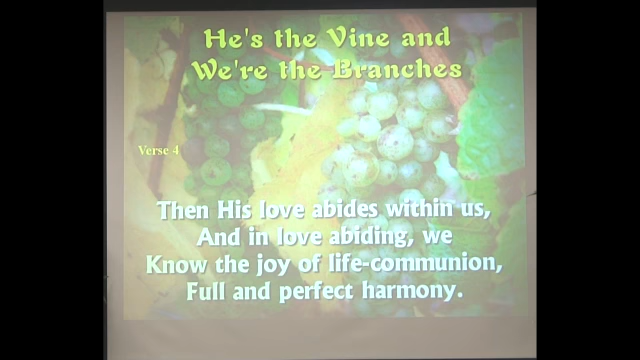 He's the Vine and
We're the Branches
Verse 4
Then His love abides within us,
And in love abiding, we
Know the joy of life-communion,
Full and perfect harmony.